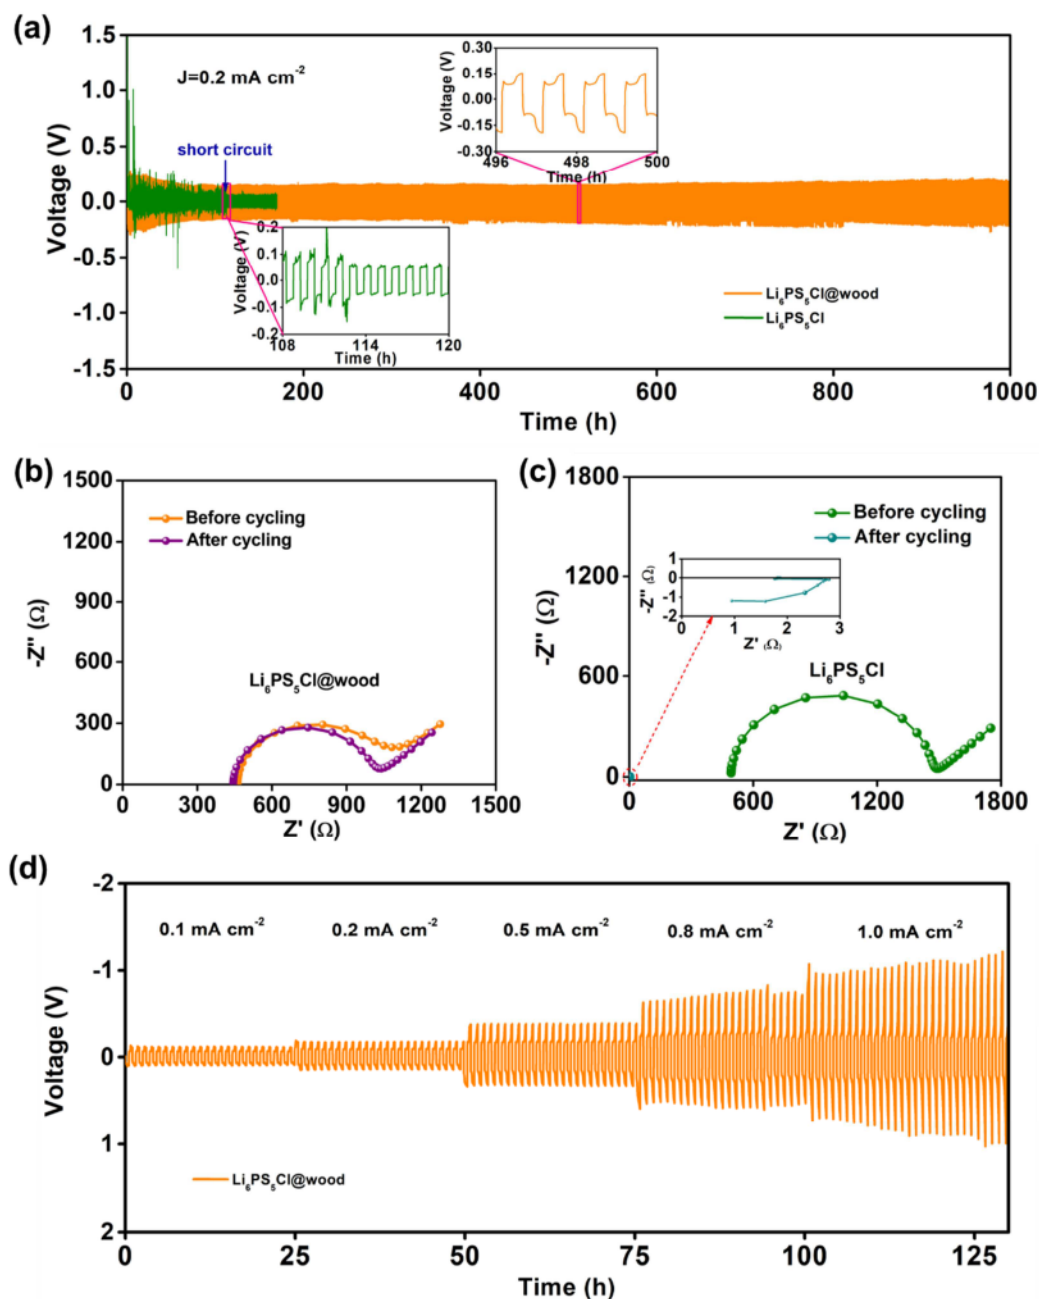 (a)
1.5
1.0
0.5
0.0
-0.5
-1.0
-1.5
Voltage (V)
J=0.2 mA cm⁻²
short circuit
0.30
0.15
0.00
-0.15
-0.30
Voltage (V)
496 498 500
Time (h)
0.2
0.1
0.0
-0.1
-0.2
Voltage (V)
108 114 120
Time (h)
Li₆PS₅Cl@wood
Li₆PS₅Cl
0 200 400 600 800 1000
Time (h)
(b)
1500
1200
900
600
300
0
-Z'' (Ω)
Before cycling
After cycling
Li₆PS₅Cl@wood
0 300 600 900 1200 1500
Z' (Ω)
(c)
1800
1200
600
0
-Z'' (Ω)
Before cycling
After cycling
1
0
-1
-2
-Z'' (Ω)
0 1 2 3
Z' (Ω)
Li₆PS₅Cl
0 600 1200 1800
Z' (Ω)
(d)
-2
-1
0
1
2
Voltage (V)
0.1 mA cm⁻² 0.2 mA cm⁻² 0.5 mA cm⁻² 0.8 mA cm⁻² 1.0 mA cm⁻²
Li₆PS₅Cl@wood
0 25 50 75 100 125
Time (h)